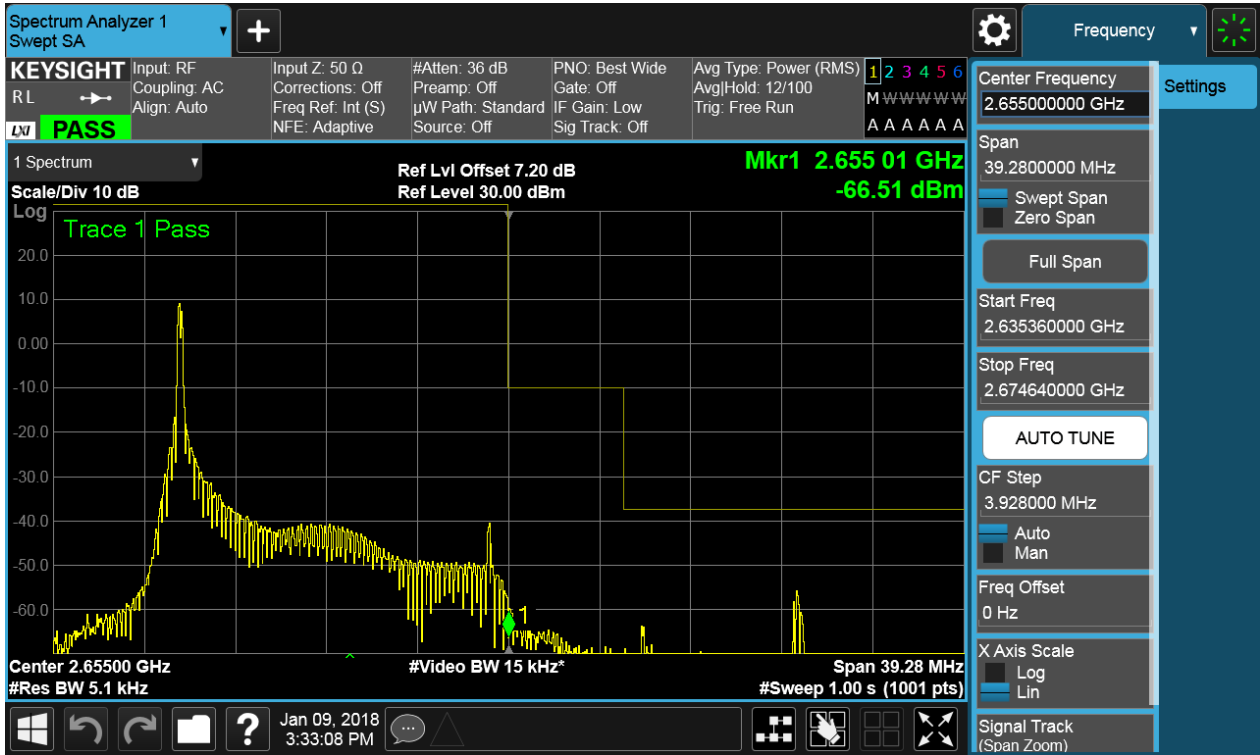 Spectrum Analyzer 1
Swept SA
Frequency
KEYSIGHT
RL
LXI PASS
Input: RF
Coupling: AC
Align: Auto
Input Z: 50 Ω
Corrections: Off
Freq Ref: Int (S)
NFE: Adaptive
#Atten: 36 dB
Preamp: Off
µW Path: Standard
Source: Off
PNO: Best Wide
Gate: Off
IF Gain: Low
Sig Track: Off
Avg Type: Power (RMS)
Avg|Hold: 12/100
Trig: Free Run
1 2 3 4 5 6
M W W W W W
A A A A A A
1 Spectrum
Scale/Div 10 dB
Ref Lvl Offset 7.20 dB
Ref Level 30.00 dBm
Mkr1 2.655 01 GHz
-66.51 dBm
Log
Trace 1 Pass
20.0
10.0
0.00
-10.0
-20.0
-30.0
-40.0
-50.0
-60.0
1
Center 2.65500 GHz
#Res BW 5.1 kHz
#Video BW 15 kHz*
Span 39.28 MHz
#Sweep 1.00 s (1001 pts)
Jan 09, 2018
3:33:08 PM
Center Frequency
2.655000000 GHz
Span
39.2800000 MHz
Swept Span
Zero Span
Full Span
Start Freq
2.635360000 GHz
Stop Freq
2.674640000 GHz
AUTO TUNE
CF Step
3.928000 MHz
Auto
Man
Freq Offset
0 Hz
X Axis Scale
Log
Lin
Signal Track
(Span Zoom)
Settings